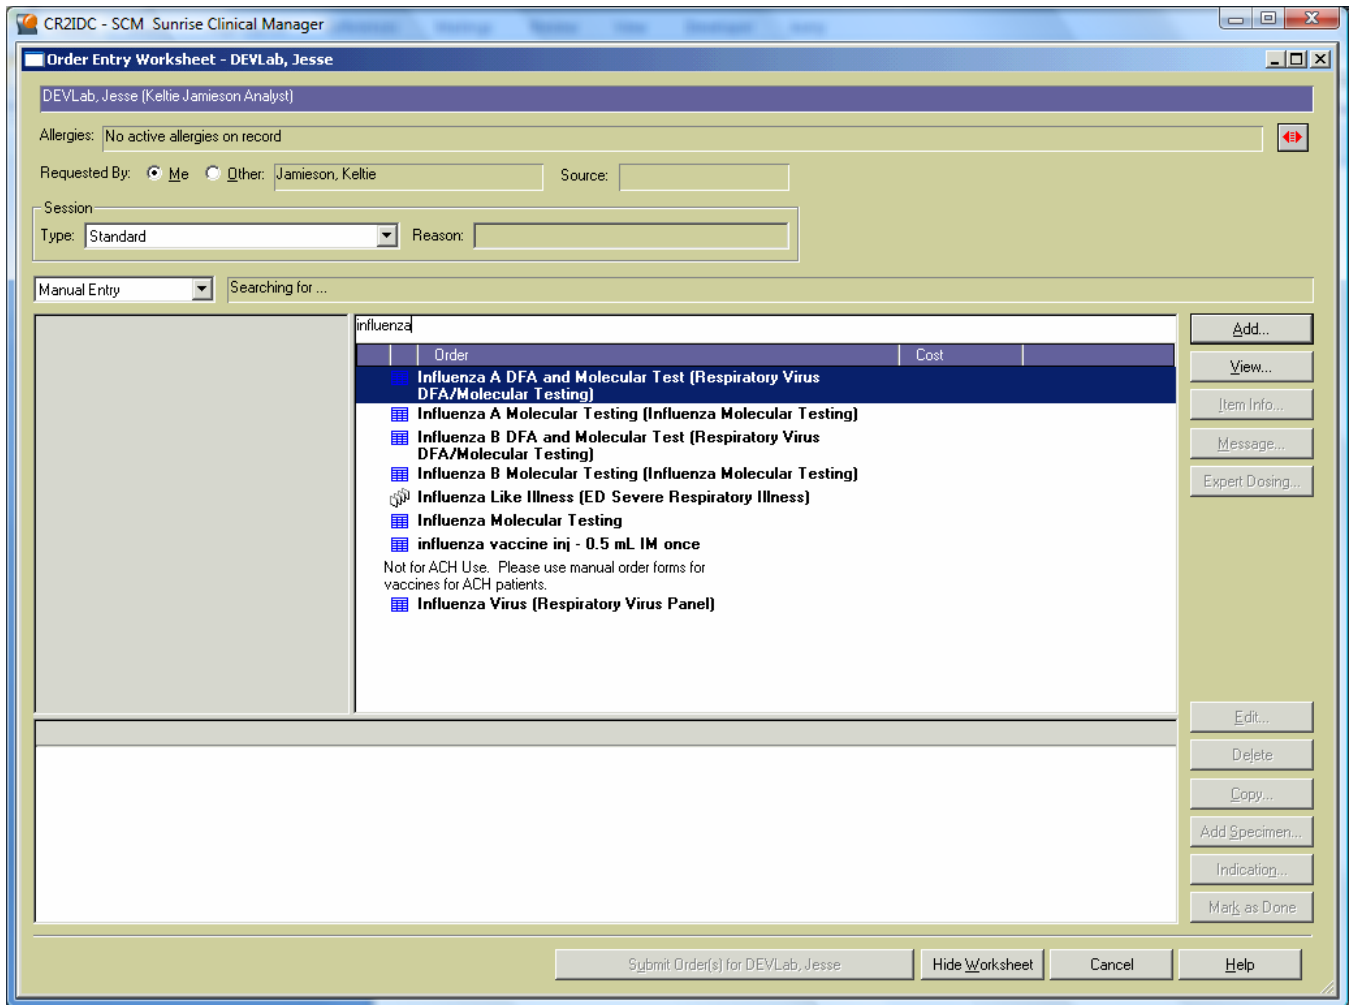 CR2IDC - SCM Sunrise Clinical Manager
Order Entry Worksheet - DEVLab, Jesse
DEVLab, Jesse (Keltie Jamieson Analyst)
Allergies: No active allergies on record
Requested By: Me Other: Jamieson, Keltie Source:
Session
Type: Standard Reason:
Manual Entry Searching for ...
influenza
Order Cost
Influenza A DFA and Molecular Test (Respiratory Virus
DFA/Molecular Testing)
Influenza A Molecular Testing (Influenza Molecular Testing)
Influenza B DFA and Molecular Test (Respiratory Virus
DFA/Molecular Testing)
Influenza B Molecular Testing (Influenza Molecular Testing)
Influenza Like Illness (ED Severe Respiratory Illness)
Influenza Molecular Testing
influenza vaccine inj - 0.5 mL IM once
Not for ACH Use. Please use manual order forms for
vaccines for ACH patients.
Influenza Virus (Respiratory Virus Panel)
Add...
View...
Item Info...
Message...
Expert Dosing...
Edit...
Delete
Copy...
Add Specimen...
Indication...
Mark as Done
Submit Order(s) for DEVLab, Jesse Hide Worksheet Cancel Help